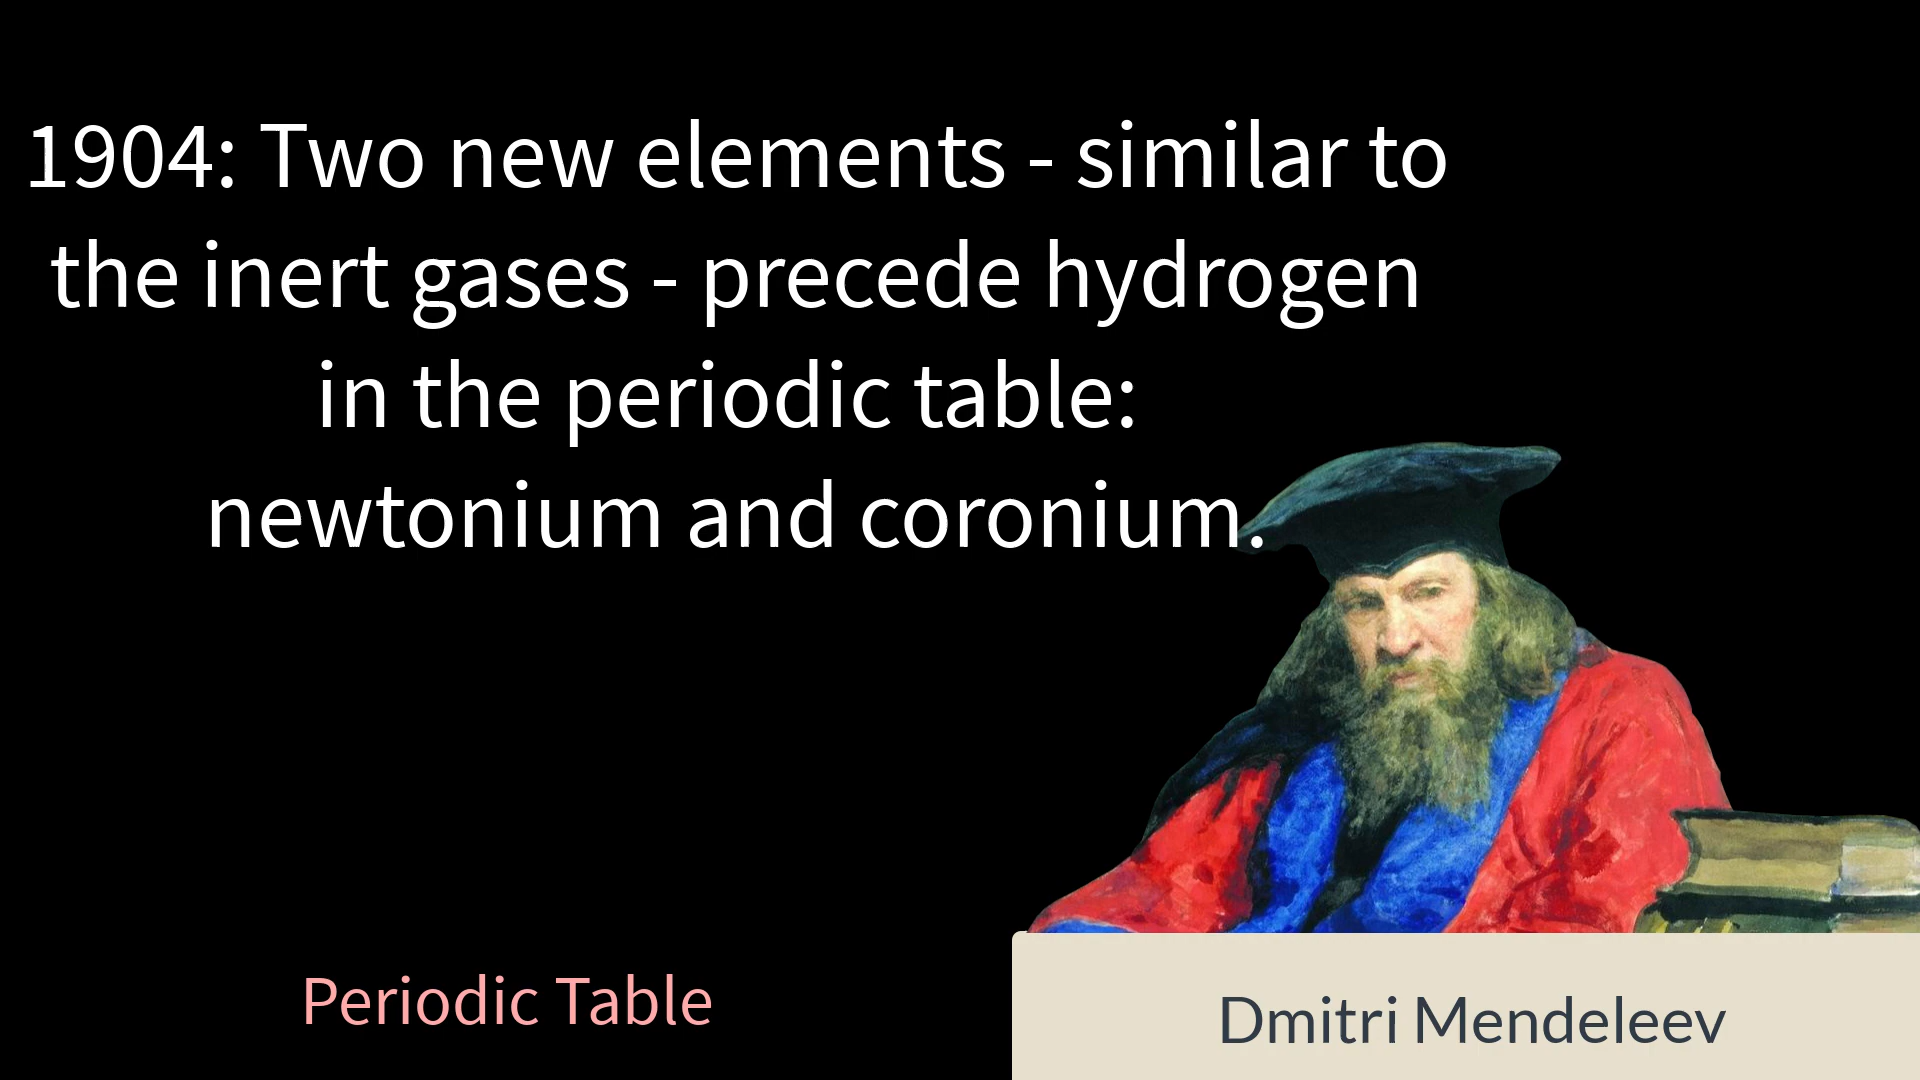 1904: Two new elements - similar to
the inert gases - precede hydrogen
in the periodic table:
newtonium and coronium.
Periodic Table
Dmitri Mendeleev